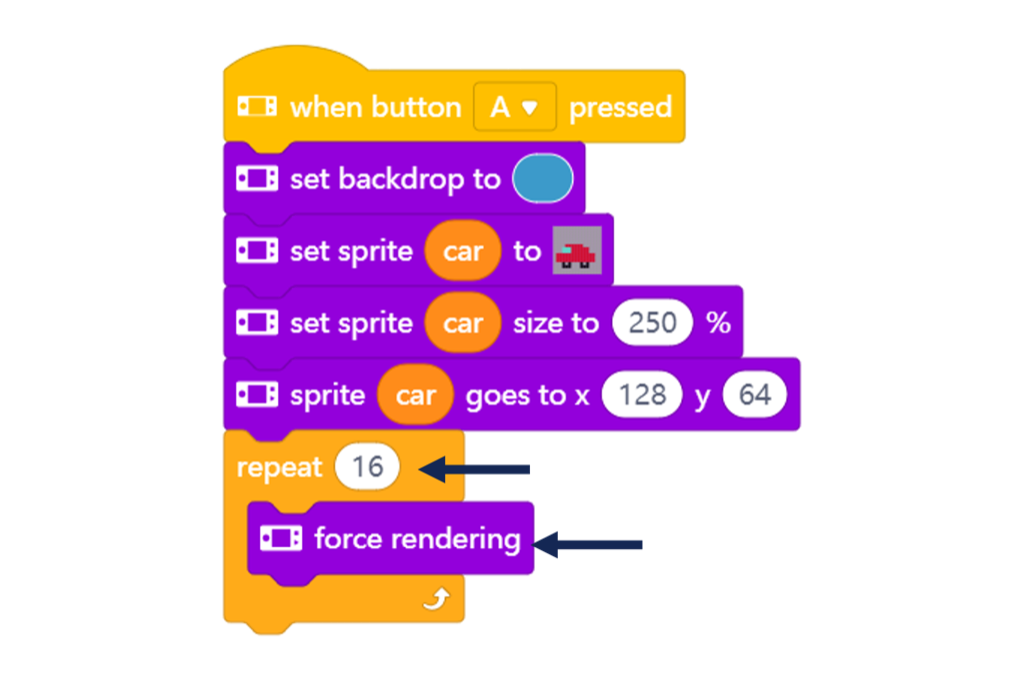 when button A pressed
set backdrop to
set sprite car to
set sprite car size to 250 %
sprite car goes to x 128 y 64
repeat 16
force rendering